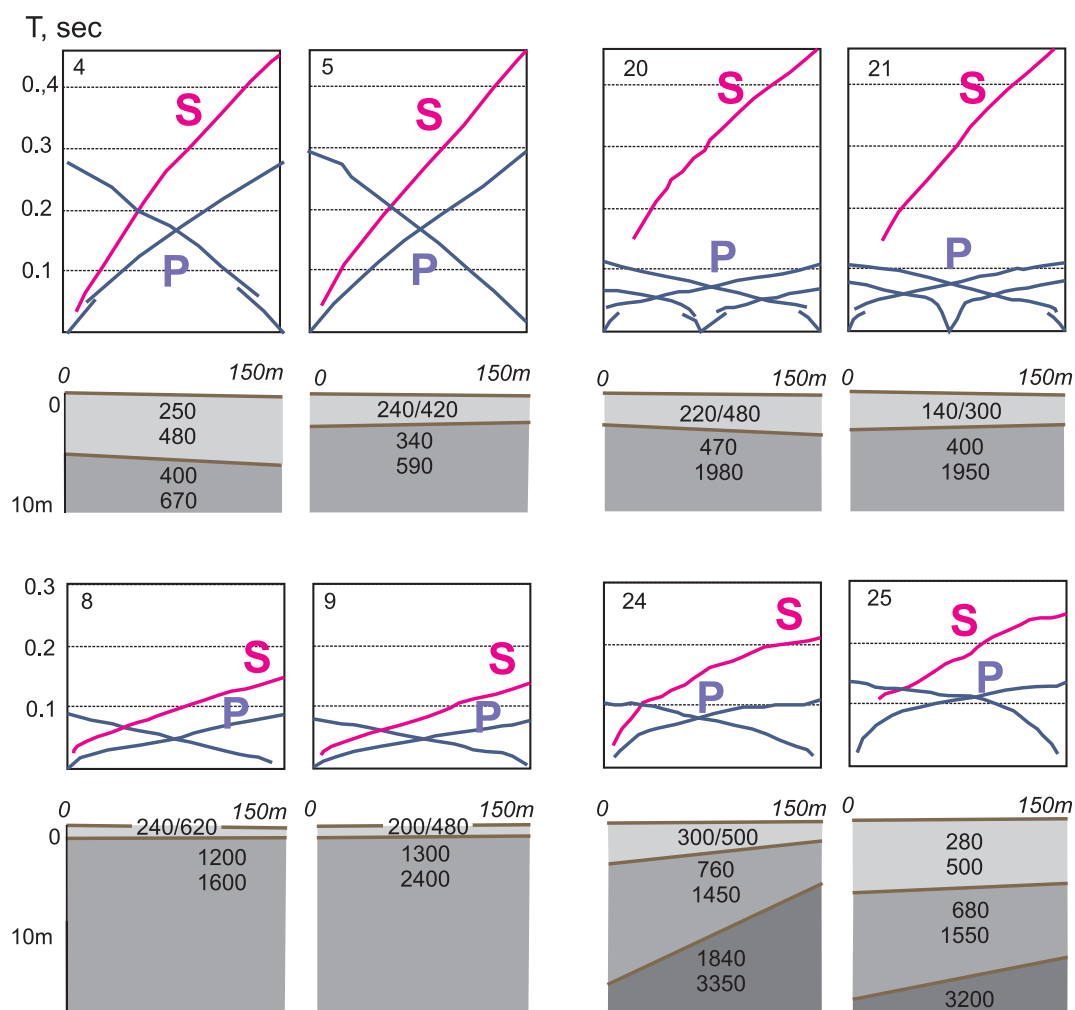 T, sec
4
5
20
21
0.,4
0.3
0.2
0.1
S
S
S
S
P
P
P
P
0
150m
0
150m
0
150m
0
150m
0
10m
250
480
400
670
240/420
340
590
220/480
470
1980
140/300
400
1950
0.3
0.2
0.1
8
9
24
25
S
S
S
S
P
P
P
P
0
150m
0
150m
0
150m
0
150m
0
10m
240/620
1200
1600
200/480
1300
2400
300/500
760
1450
1840
3350
280
500
680
1550
3200